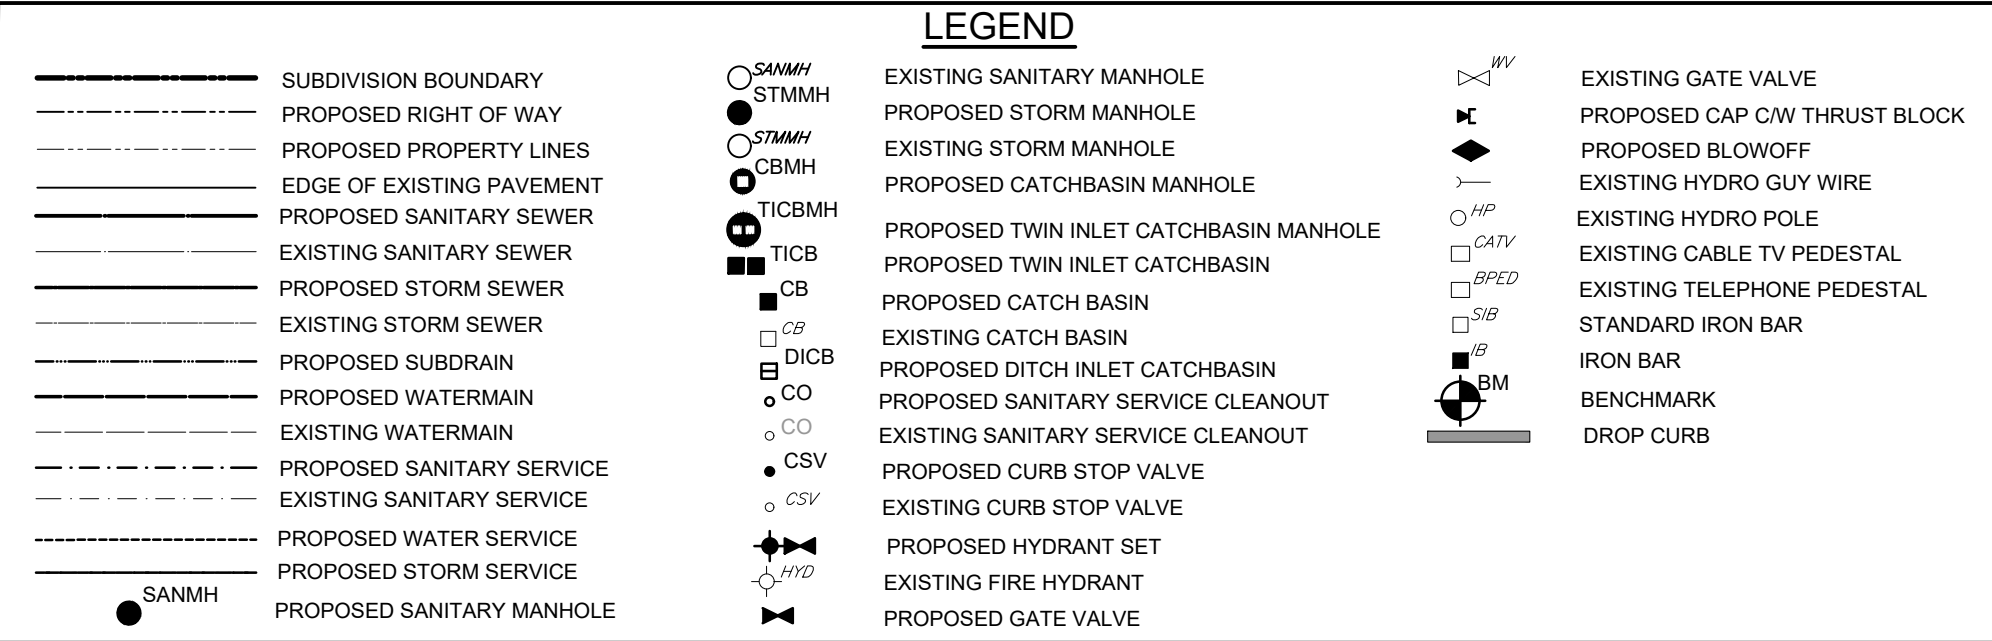 LEGEND
SUBDIVISION BOUNDARY
PROPOSED RIGHT OF WAY
PROPOSED PROPERTY LINES
EDGE OF EXISTING PAVEMENT
PROPOSED SANITARY SEWER
EXISTING SANITARY SEWER
PROPOSED STORM SEWER
EXISTING STORM SEWER
PROPOSED SUBDRAIN
PROPOSED WATERMAIN
EXISTING WATERMAIN
PROPOSED SANITARY SERVICE
EXISTING SANITARY SERVICE
PROPOSED WATER SERVICE
PROPOSED STORM SERVICE
SANMH PROPOSED SANITARY MANHOLE
SANMH EXISTING SANITARY MANHOLE
STMMH PROPOSED STORM MANHOLE
STMMH EXISTING STORM MANHOLE
CBMH PROPOSED CATCHBASIN MANHOLE
TICBMH PROPOSED TWIN INLET CATCHBASIN MANHOLE
TICB PROPOSED TWIN INLET CATCHBASIN
CB PROPOSED CATCH BASIN
CB EXISTING CATCH BASIN
DICB PROPOSED DITCH INLET CATCHBASIN
CO PROPOSED SANITARY SERVICE CLEANOUT
CO EXISTING SANITARY SERVICE CLEANOUT
CSV PROPOSED CURB STOP VALVE
CSV EXISTING CURB STOP VALVE
PROPOSED HYDRANT SET
HYD EXISTING FIRE HYDRANT
PROPOSED GATE VALVE
WV EXISTING GATE VALVE
PROPOSED CAP C/W THRUST BLOCK
PROPOSED BLOWOFF
EXISTING HYDRO GUY WIRE
HP EXISTING HYDRO POLE
CATV EXISTING CABLE TV PEDESTAL
BPED EXISTING TELEPHONE PEDESTAL
SIB STANDARD IRON BAR
IB IRON BAR
BM BENCHMARK
DROP CURB